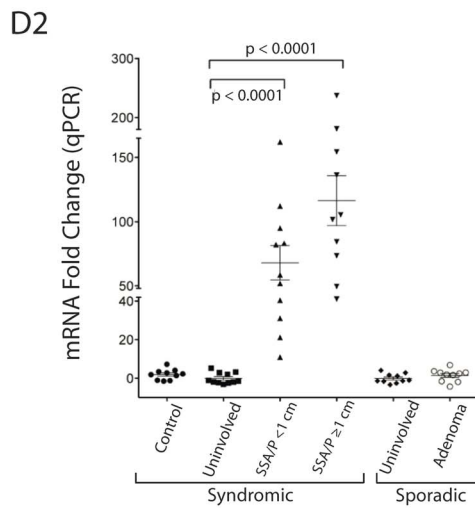 D2
mRNA Fold Change (qPCR)
300
200
150
100
50
40
20
0
p < 0.0001
p < 0.0001
Control
Uninvolved
SSA/P <1 cm
SSA/P ≥1 cm
Uninvolved
Adenoma
Syndromic
Sporadic